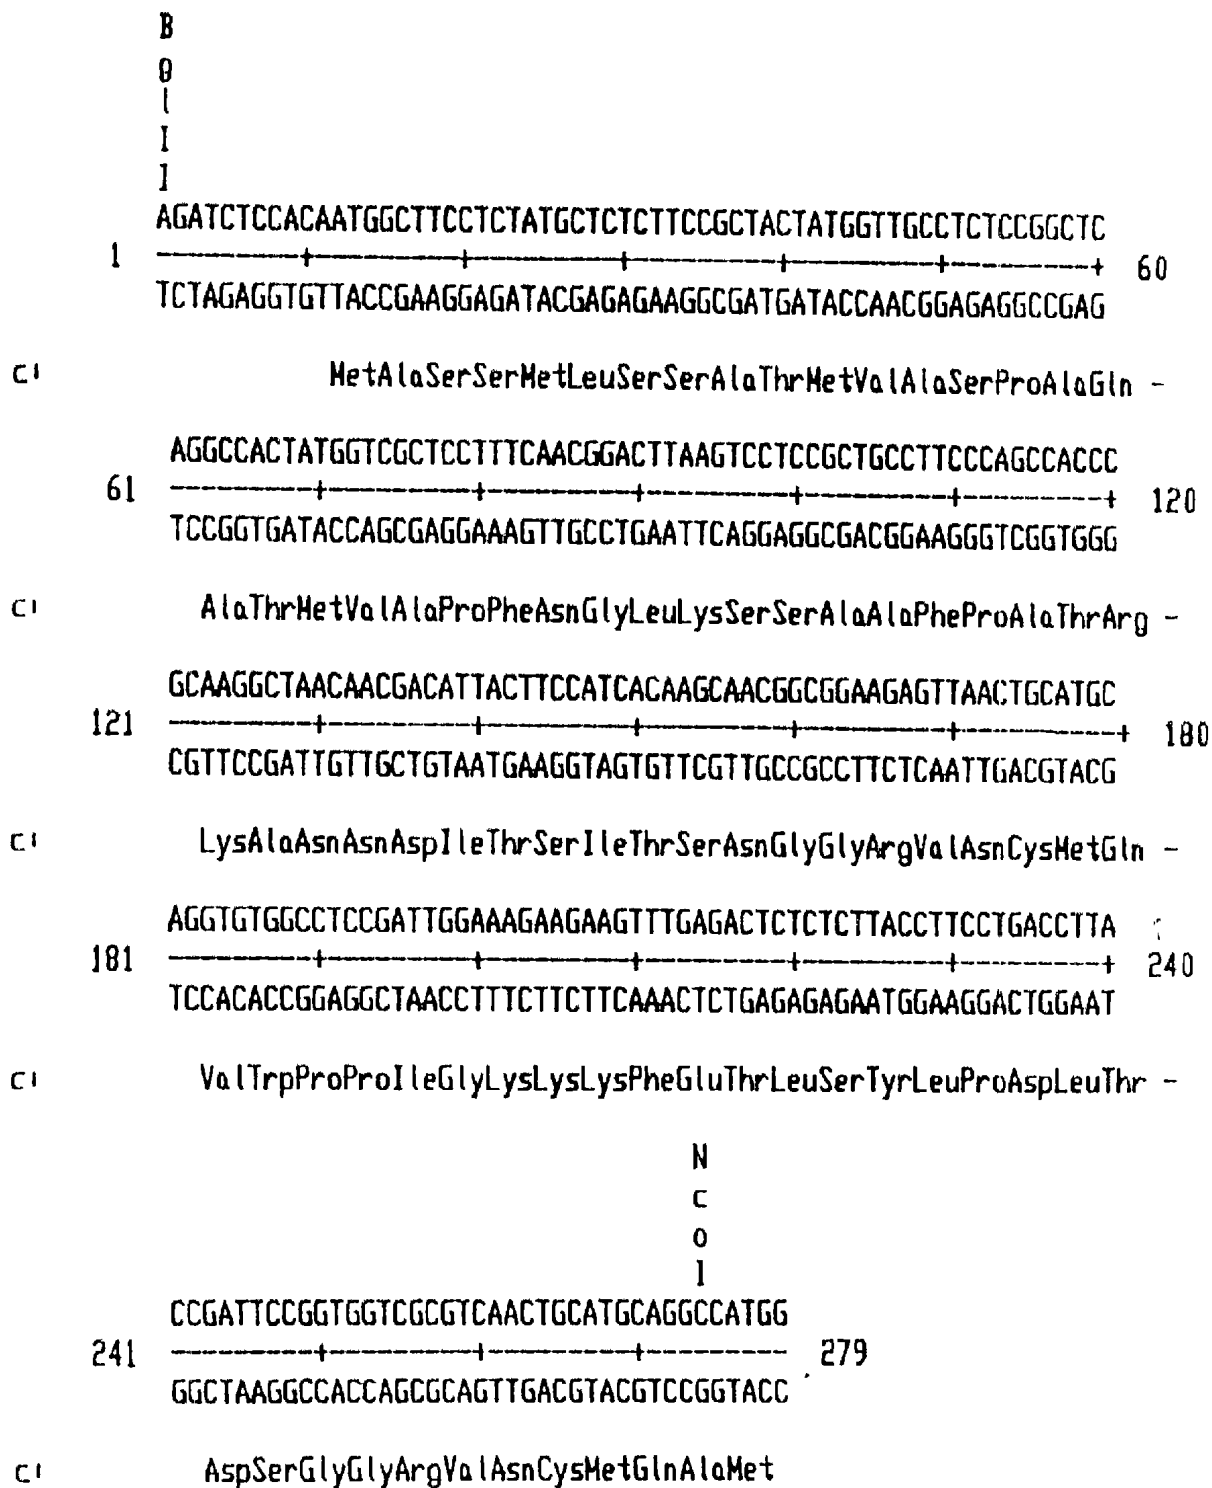 B
g
l
I
I
AGATCTCCACAATGGCTTCCTCTATGCTCTCTTCCGCTACTATGGTTGCCTCTCCGGCTC
1 ---------+---------+---------+---------+---------+---------+ 60
TCTAGAGGTGTTACCGAAGGAGATACGAGAGAAGGCGATGATACCAACGGAGAGGCCGAG
c' MetAlaSerSerMetLeuSerSerAlaThrMetValAlaSerProAlaGln -
AGGCCACTATGGTCGCTCCTTTCAACGGACTTAAGTCCTCCGCTGCCTTCCCAGCCACCC
61 ---------+---------+---------+---------+---------+---------+ 120
TCCGGTGATACCAGCGAGGAAAGTTGCCTGAATTCAGGAGGCGACGGAAGGGTCGGTGGG
c' AlaThrMetValAlaProPheAsnGlyLeuLysSerSerAlaAlaPheProAlaThrArg -
GCAAGGCTAACAACGACATTACTTCCATCACAAGCAACGGCGGAAGAGTTAACTGCATGC
121 ---------+---------+---------+---------+---------+---------+ 180
CGTTCCGATTGTTGCTGTAATGAAGGTAGTGTTCGTTGCCGCCTTCTCAATTGACGTACG
c' LysAlaAsnAsnAspIleThrSerIleThrSerAsnGlyGlyArgValAsnCysMetGln -
AGGTGTGGCCTCCGATTGGAAAGAAGAAGTTTGAGACTCTCTCTTACCTTCCTGACCTTA
181 ---------+---------+---------+---------+---------+---------+ 240
TCCACACCGGAGGCTAACCTTTCTTCTTCAAACTCTGAGAGAGAATGGAAGGACTGGAAT
c' ValTrpProProIleGlyLysLysLysPheGluThrLeuSerTyrLeuProAspLeuThr -
N
c
o
I
CCGATTCCGGTGGTCGCGTCAACTGCATGCAGGCCATGG
241 ---------+---------+---------+--------- 279
GGCTAAGGCCACCAGCGCAGTTGACGTACGTCCGGTACC
c' AspSerGlyGlyArgValAsnCysMetGlnAlaMet